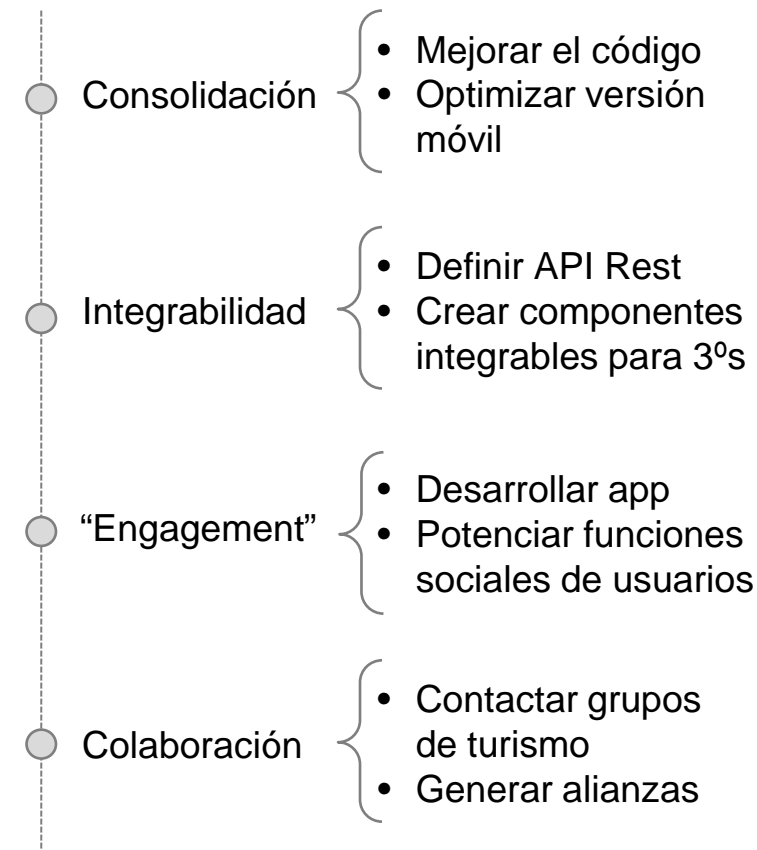 Consolidación
• Mejorar el código
• Optimizar versión
móvil
Integrabilidad
• Definir API Rest
• Crear componentes
integrables para 3ºs
“Engagement”
• Desarrollar app
• Potenciar funciones
sociales de usuarios
Colaboración
• Contactar grupos
de turismo
• Generar alianzas